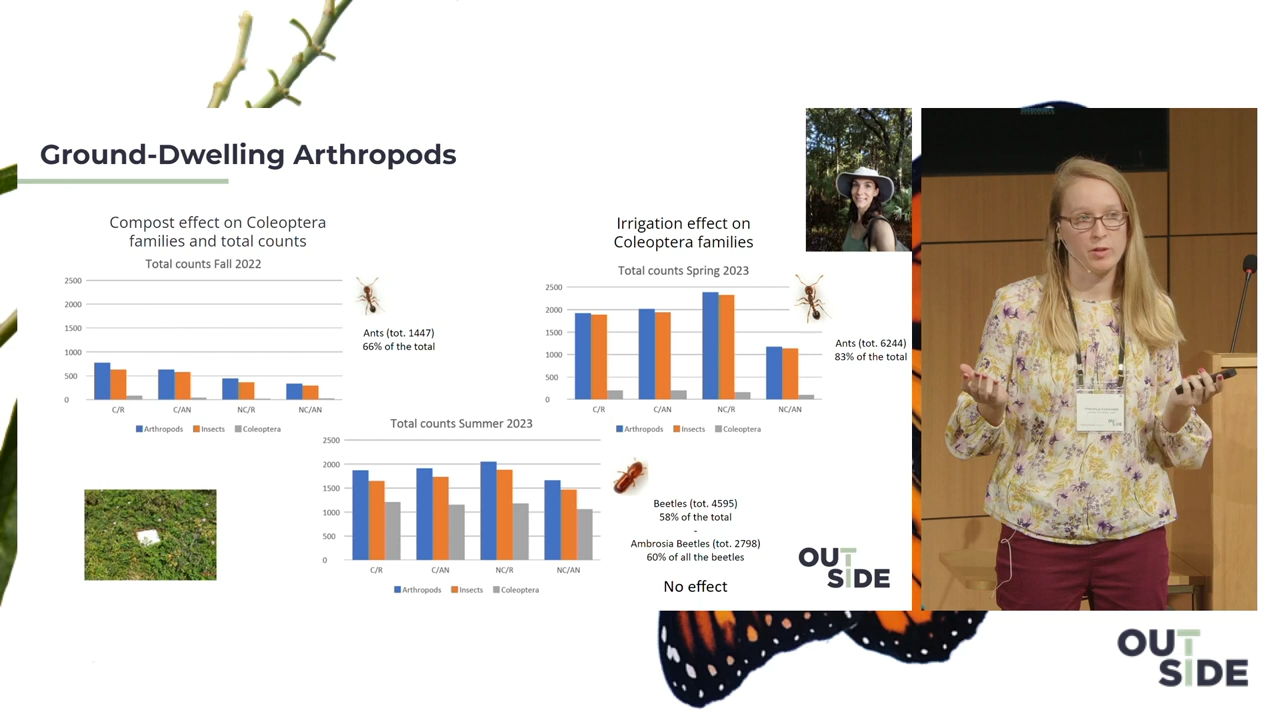 Ground-Dwelling Arthropods
Compost effect on Coleoptera
families and total counts
Total counts Fall 2022
2500
2000
1500
1000
500
0
C/R
C/AN
NC/R
NC/AN
Arthropods
Insects
Coleoptera
Ants (tot. 1447)
66% of the total
Irrigation effect on
Coleoptera families
Total counts Spring 2023
2500
2000
1500
1000
500
0
C/R
C/AN
NC/R
NC/AN
Arthropods
Insects
Coleoptera
Ants (tot. 6244)
83% of the total
Total counts Summer 2023
2500
2000
1500
1000
500
0
C/R
C/AN
NC/R
NC/AN
Arthropods
Insects
Coleoptera
Beetles (tot. 4595)
58% of the total
-
Ambrosia Beetles (tot. 2798)
60% of all the beetles
No effect
OUT
SIDE
OUT
SIDE